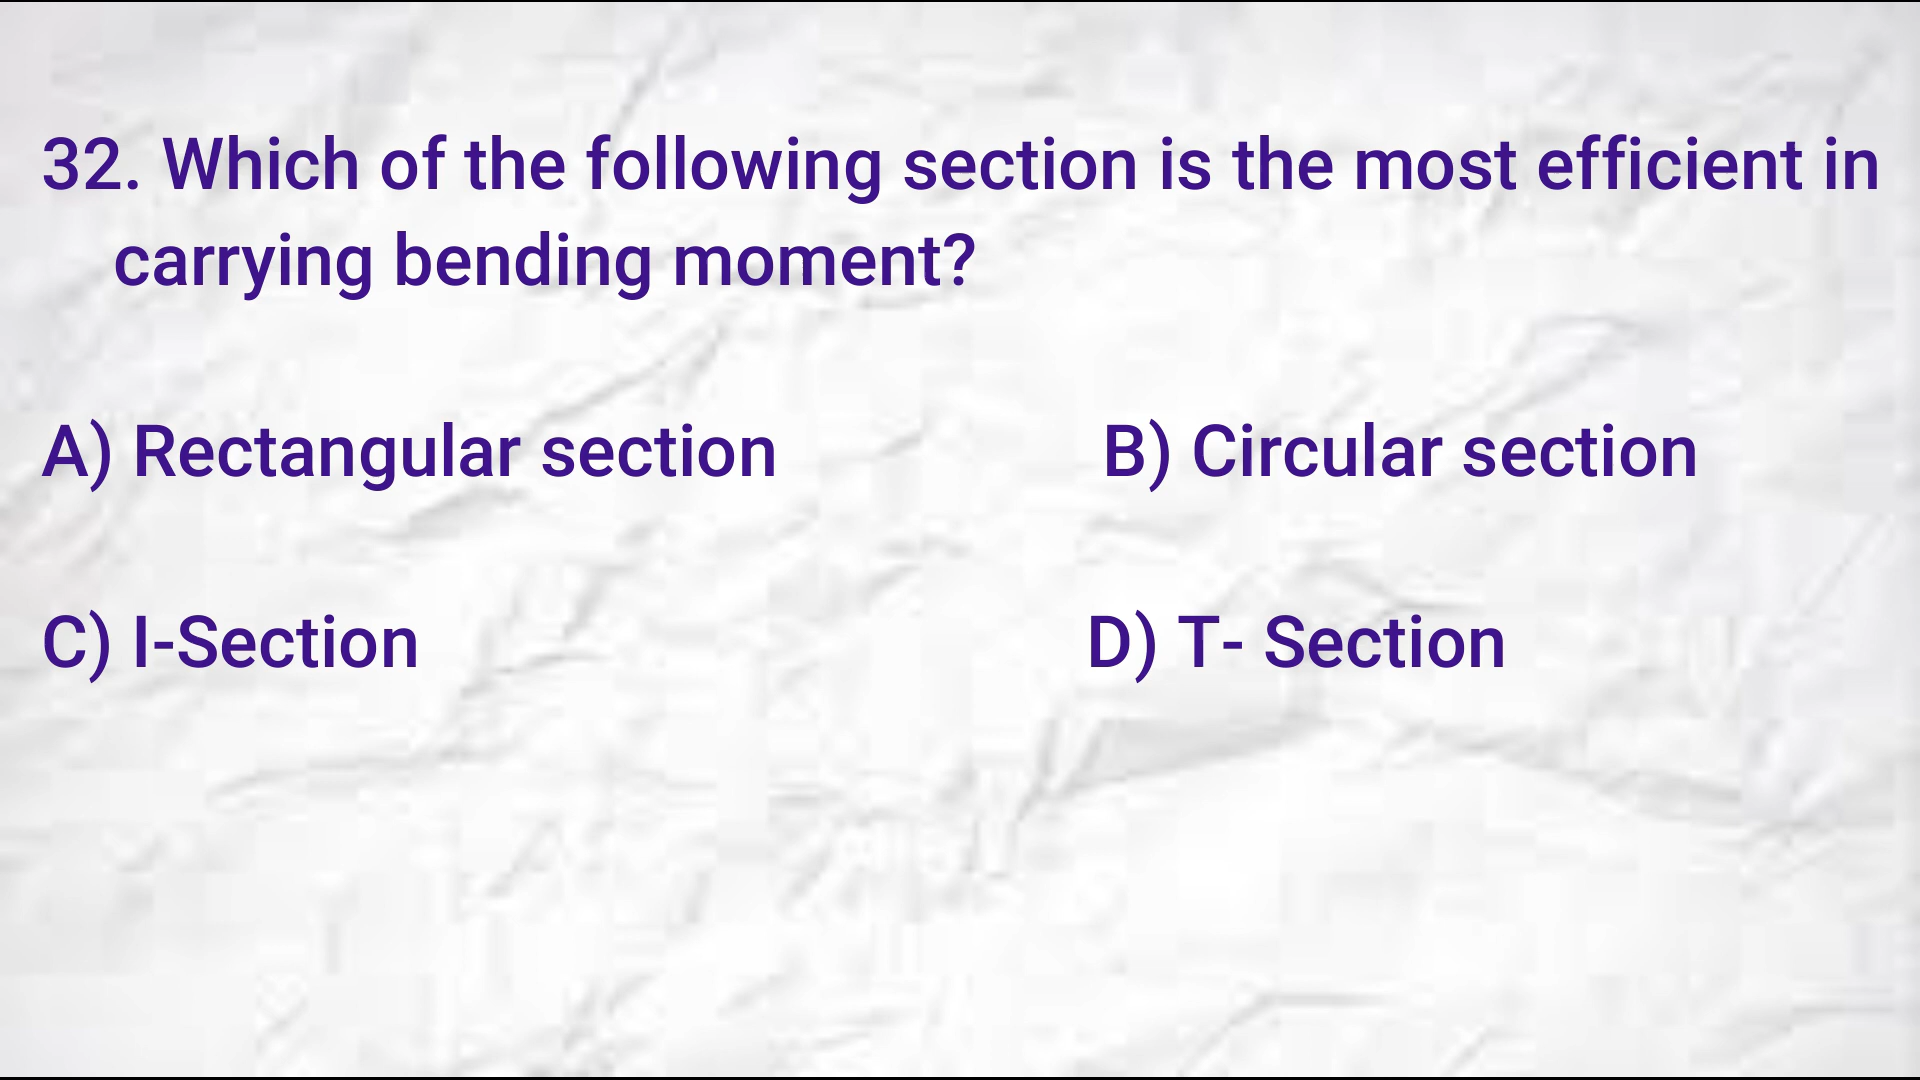 32. Which of the following section is the most efficient in
carrying bending moment?
A) Rectangular section B) Circular section
C) I-Section D) T- Section